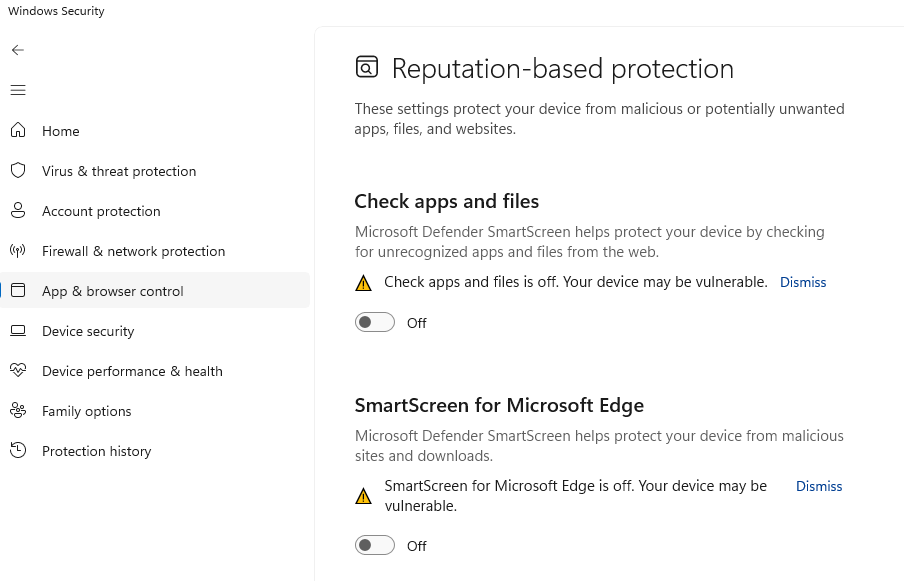 Windows Security
Home
Virus & threat protection
Account protection
Firewall & network protection
App & browser control
Device security
Device performance & health
Family options
Protection history
Reputation-based protection
These settings protect your device from malicious or potentially unwanted
apps, files, and websites.
Check apps and files
Microsoft Defender SmartScreen helps protect your device by checking
for unrecognized apps and files from the web.
Check apps and files is off. Your device may be vulnerable. Dismiss
Off
SmartScreen for Microsoft Edge
Microsoft Defender SmartScreen helps protect your device from malicious
sites and downloads.
SmartScreen for Microsoft Edge is off. Your device may be Dismiss
vulnerable.
Off